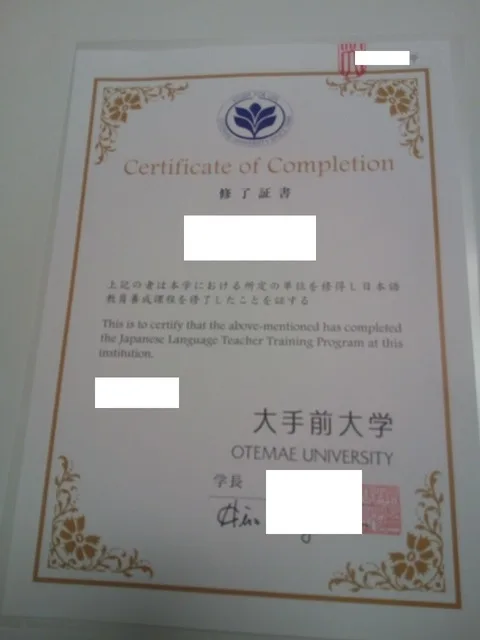 Certificate of Completion
修了証書
上記の者は本学における所定の単位を修得し日本語
教員養成課程を修了したことを証する
This is to certify that the above-mentioned has completed
the Japanese Language Teacher Training Program at this
institution.
大手前大学
OTEMAE UNIVERSITY
学長